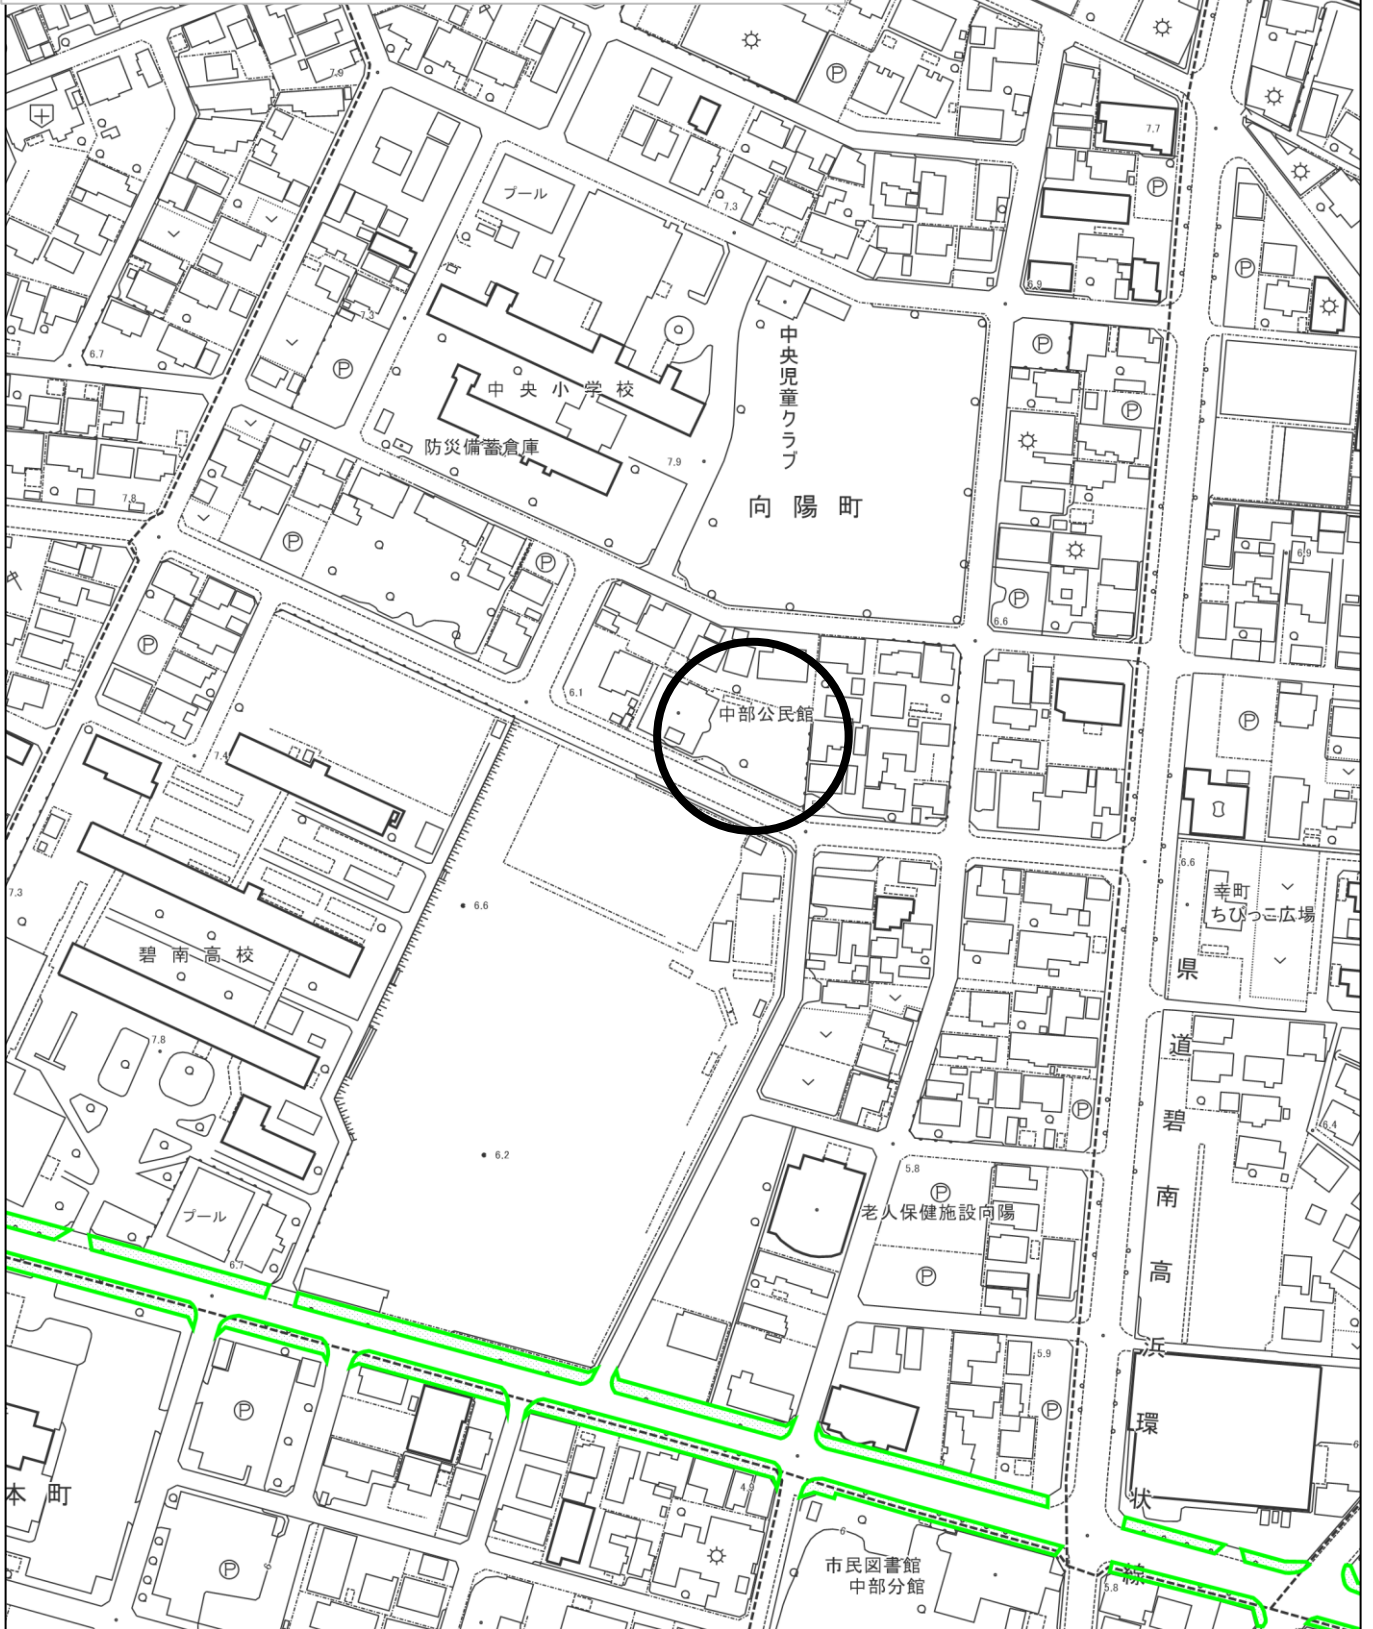 7.9
7.7
Ⓟ
プール
7.3
Ⓟ
Ⓟ
6.9
7.3
中央児童クラブ
6.7
Ⓟ
Ⓟ
中央小学校
Ⓟ
防災備蓄倉庫
7.9
7.8
向陽町
Ⓟ
Ⓟ
6.9
Ⓟ
6.6
Ⓟ
6.1
中部公民館
Ⓟ
7.4
6.6
7.3
6.6
幸町
ちびっこ広場
碧南高校
県道碧南高浜環状線
7.8
Ⓟ
6.4
6.2
5.8
Ⓟ
老人保健施設向陽
プール
6.7
Ⓟ
5.9
Ⓟ
Ⓟ
本町
4.9
6
市民図書館
中部分館
Ⓟ
6
5.8